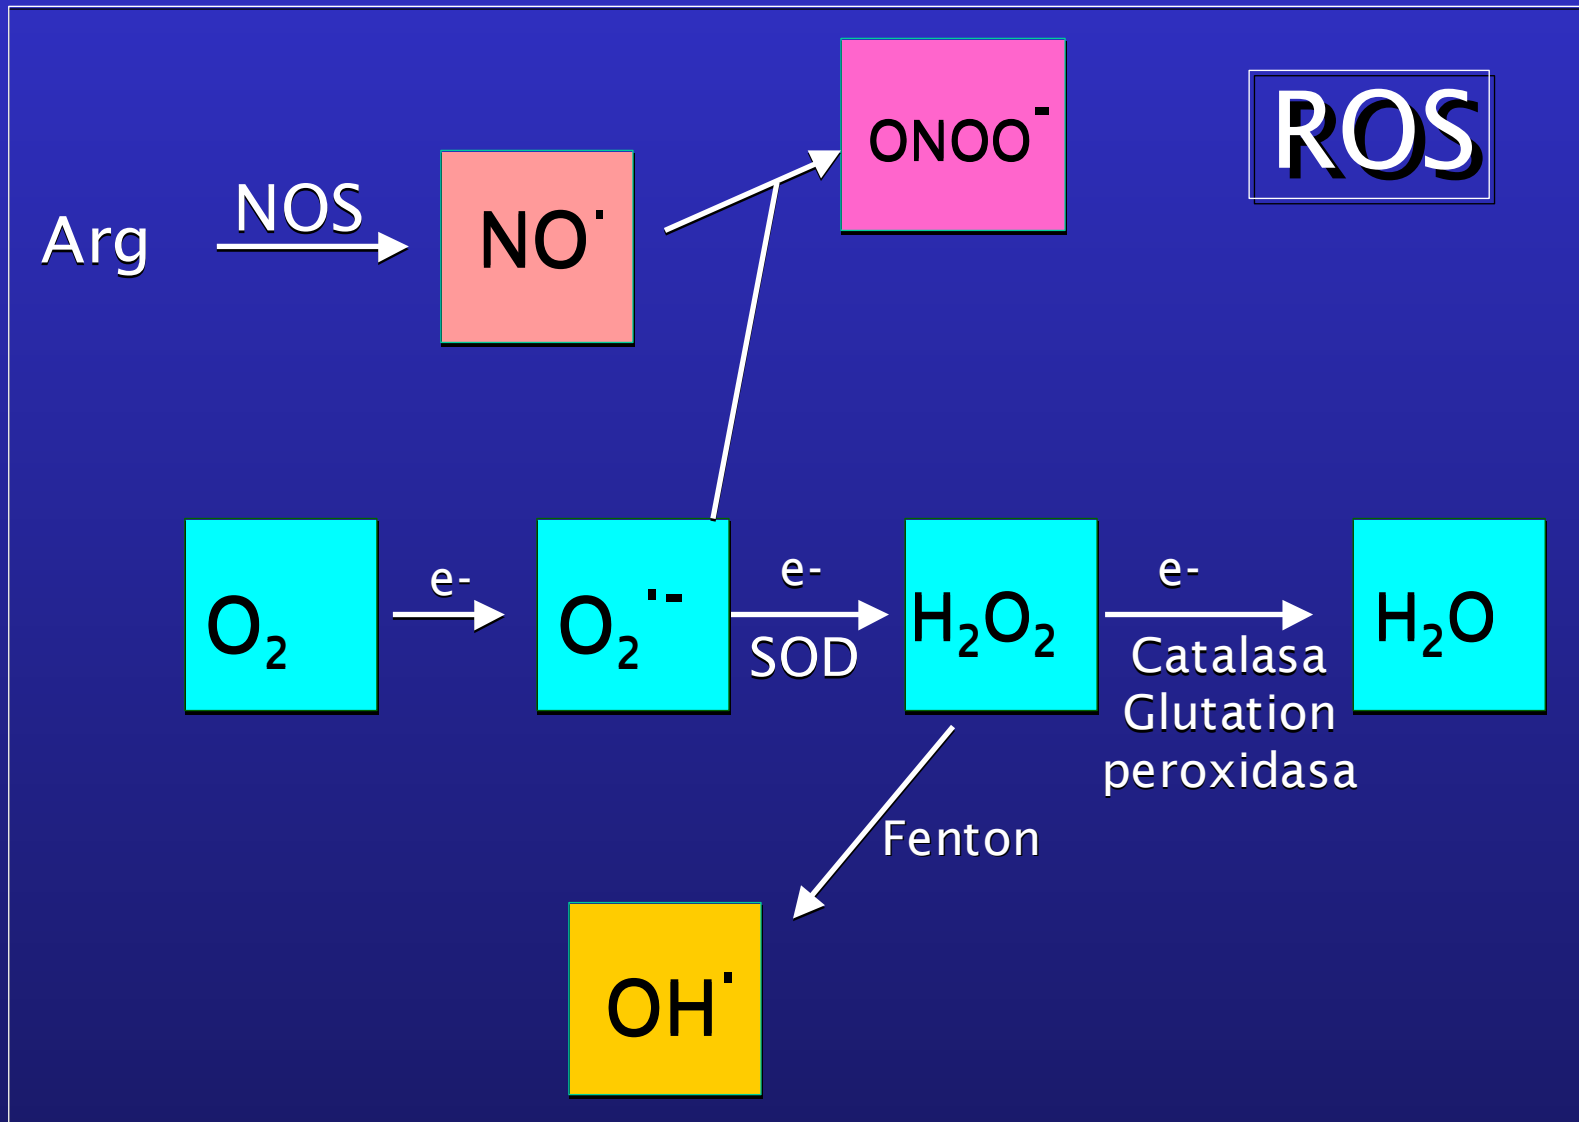 ROS
ONOO⁻
NOS
Arg
NO˙
e-
e-
e-
O₂
O₂˙⁻
H₂O₂
H₂O
SOD
Catalasa
Glutation
peroxidasa
Fenton
OH˙